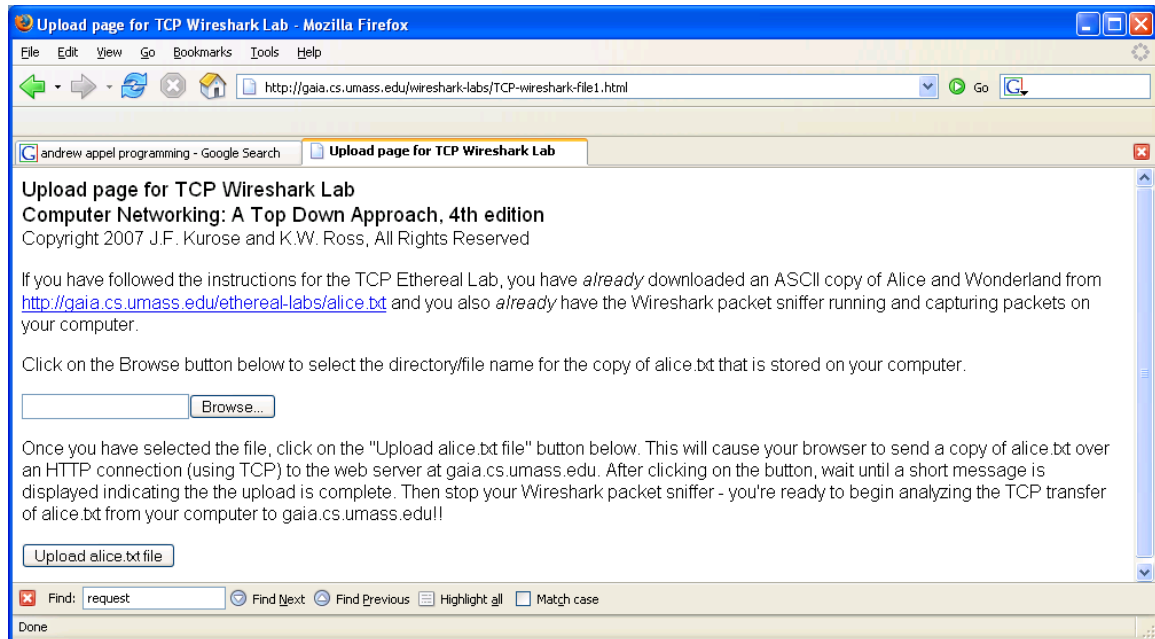 Upload page for TCP Wireshark Lab - Mozilla Firefox
File Edit View Go Bookmarks Tools Help
http://gaia.cs.umass.edu/wireshark-labs/TCP-wireshark-file1.html Go G
G andrew appel programming - Google Search Upload page for TCP Wireshark Lab
Upload page for TCP Wireshark Lab
Computer Networking: A Top Down Approach, 4th edition
Copyright 2007 J.F. Kurose and K.W. Ross, All Rights Reserved
If you have followed the instructions for the TCP Ethereal Lab, you have already downloaded an ASCII copy of Alice and Wonderland from
http://gaia.cs.umass.edu/ethereal-labs/alice.txt and you also already have the Wireshark packet sniffer running and capturing packets on
your computer.
Click on the Browse button below to select the directory/file name for the copy of alice.txt that is stored on your computer.
Browse...
Once you have selected the file, click on the "Upload alice.txt file" button below. This will cause your browser to send a copy of alice.txt over
an HTTP connection (using TCP) to the web server at gaia.cs.umass.edu. After clicking on the button, wait until a short message is
displayed indicating the the upload is complete. Then stop your Wireshark packet sniffer - you're ready to begin analyzing the TCP transfer
of alice.txt from your computer to gaia.cs.umass.edu!!
Upload alice.txt file
Find: request Find Next Find Previous Highlight all Match case
Done